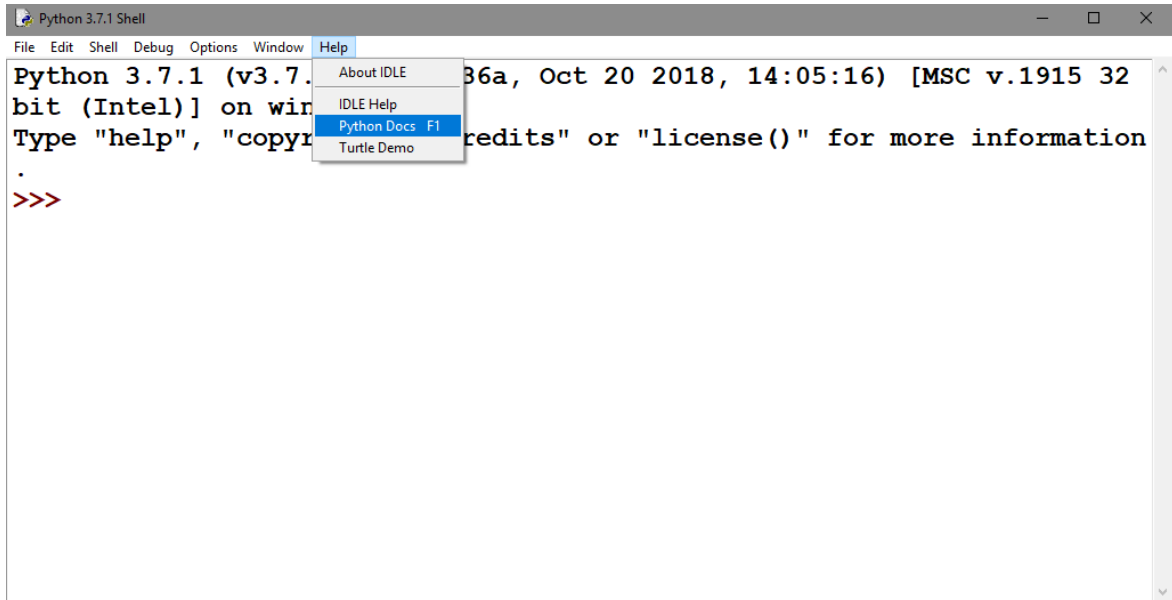 Python 3.7.1 Shell
File Edit Shell Debug Options Window Help
Python 3.7.1 (v3.7. 36a, Oct 20 2018, 14:05:16) [MSC v.1915 32
bit (Intel)] on win
Type "help", "copyr redits" or "license()" for more information
.
>>>
About IDLE
IDLE Help
Python Docs F1
Turtle Demo